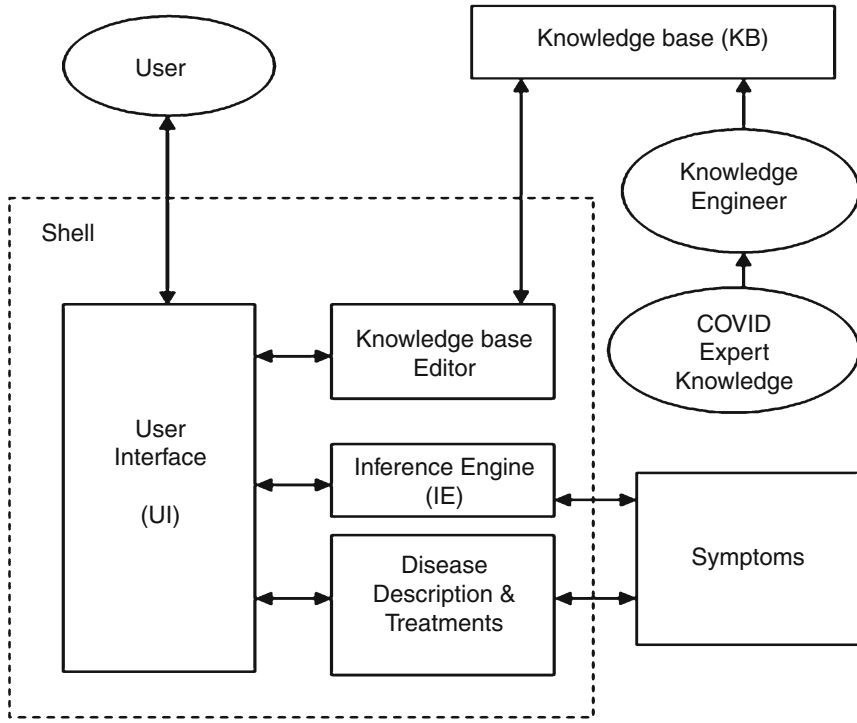 User
Knowledge base (KB)
Knowledge
Engineer
Shell
COVID
Expert
Knowledge
Knowledge base
Editor
User
Interface
(UI)
Inference Engine
(IE)
Symptoms
Disease
Description &
Treatments